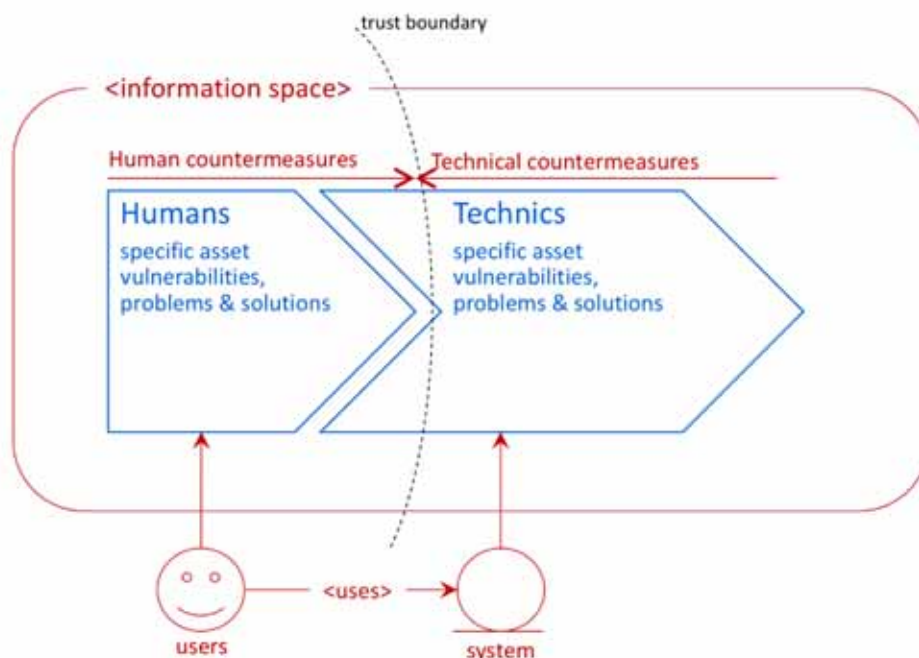 trust boundary
<information space>
Human countermeasures
Technical countermeasures
Humans
specific asset
vulnerabilities,
problems & solutions
Technics
specific asset
vulnerabilities,
problems & solutions
<uses>
users
system